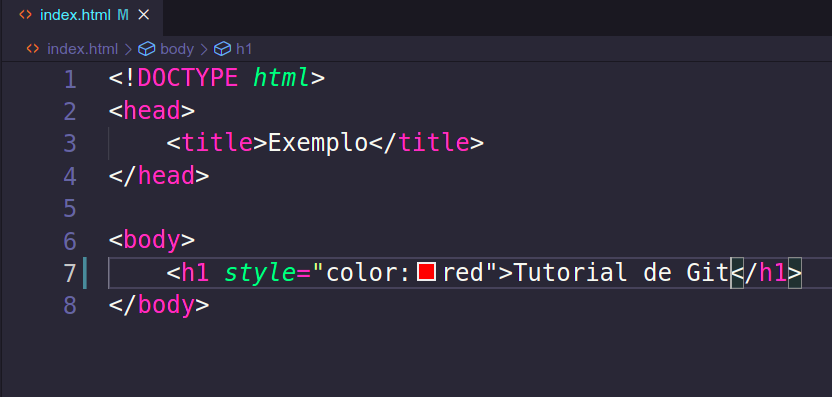 index.html M
index.html > body > h1
1 <!DOCTYPE html>
2 <head>
3     <title>Exemplo</title>
4 </head>
5
6 <body>
7     <h1 style="color:red">Tutorial de Git</h1>
8 </body>